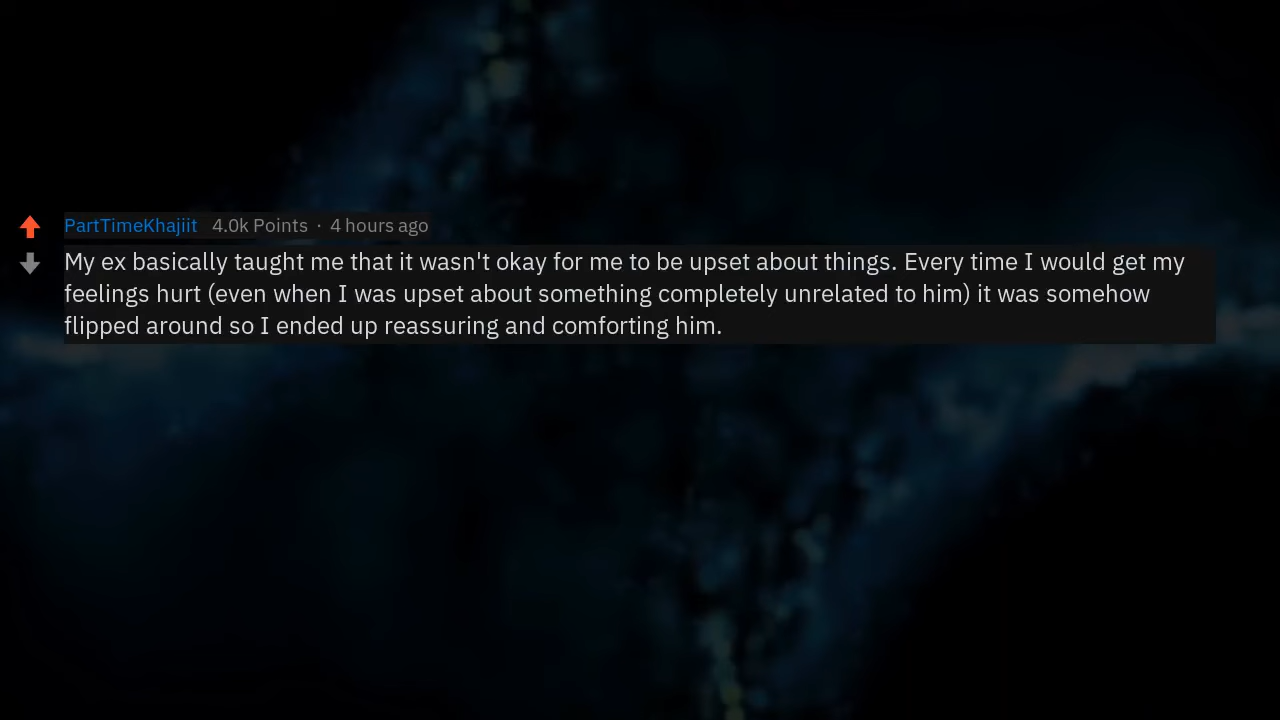 PartTimeKhajiit 4.0k Points · 4 hours ago
My ex basically taught me that it wasn't okay for me to be upset about things. Every time I would get my
feelings hurt (even when I was upset about something completely unrelated to him) it was somehow
flipped around so I ended up reassuring and comforting him.